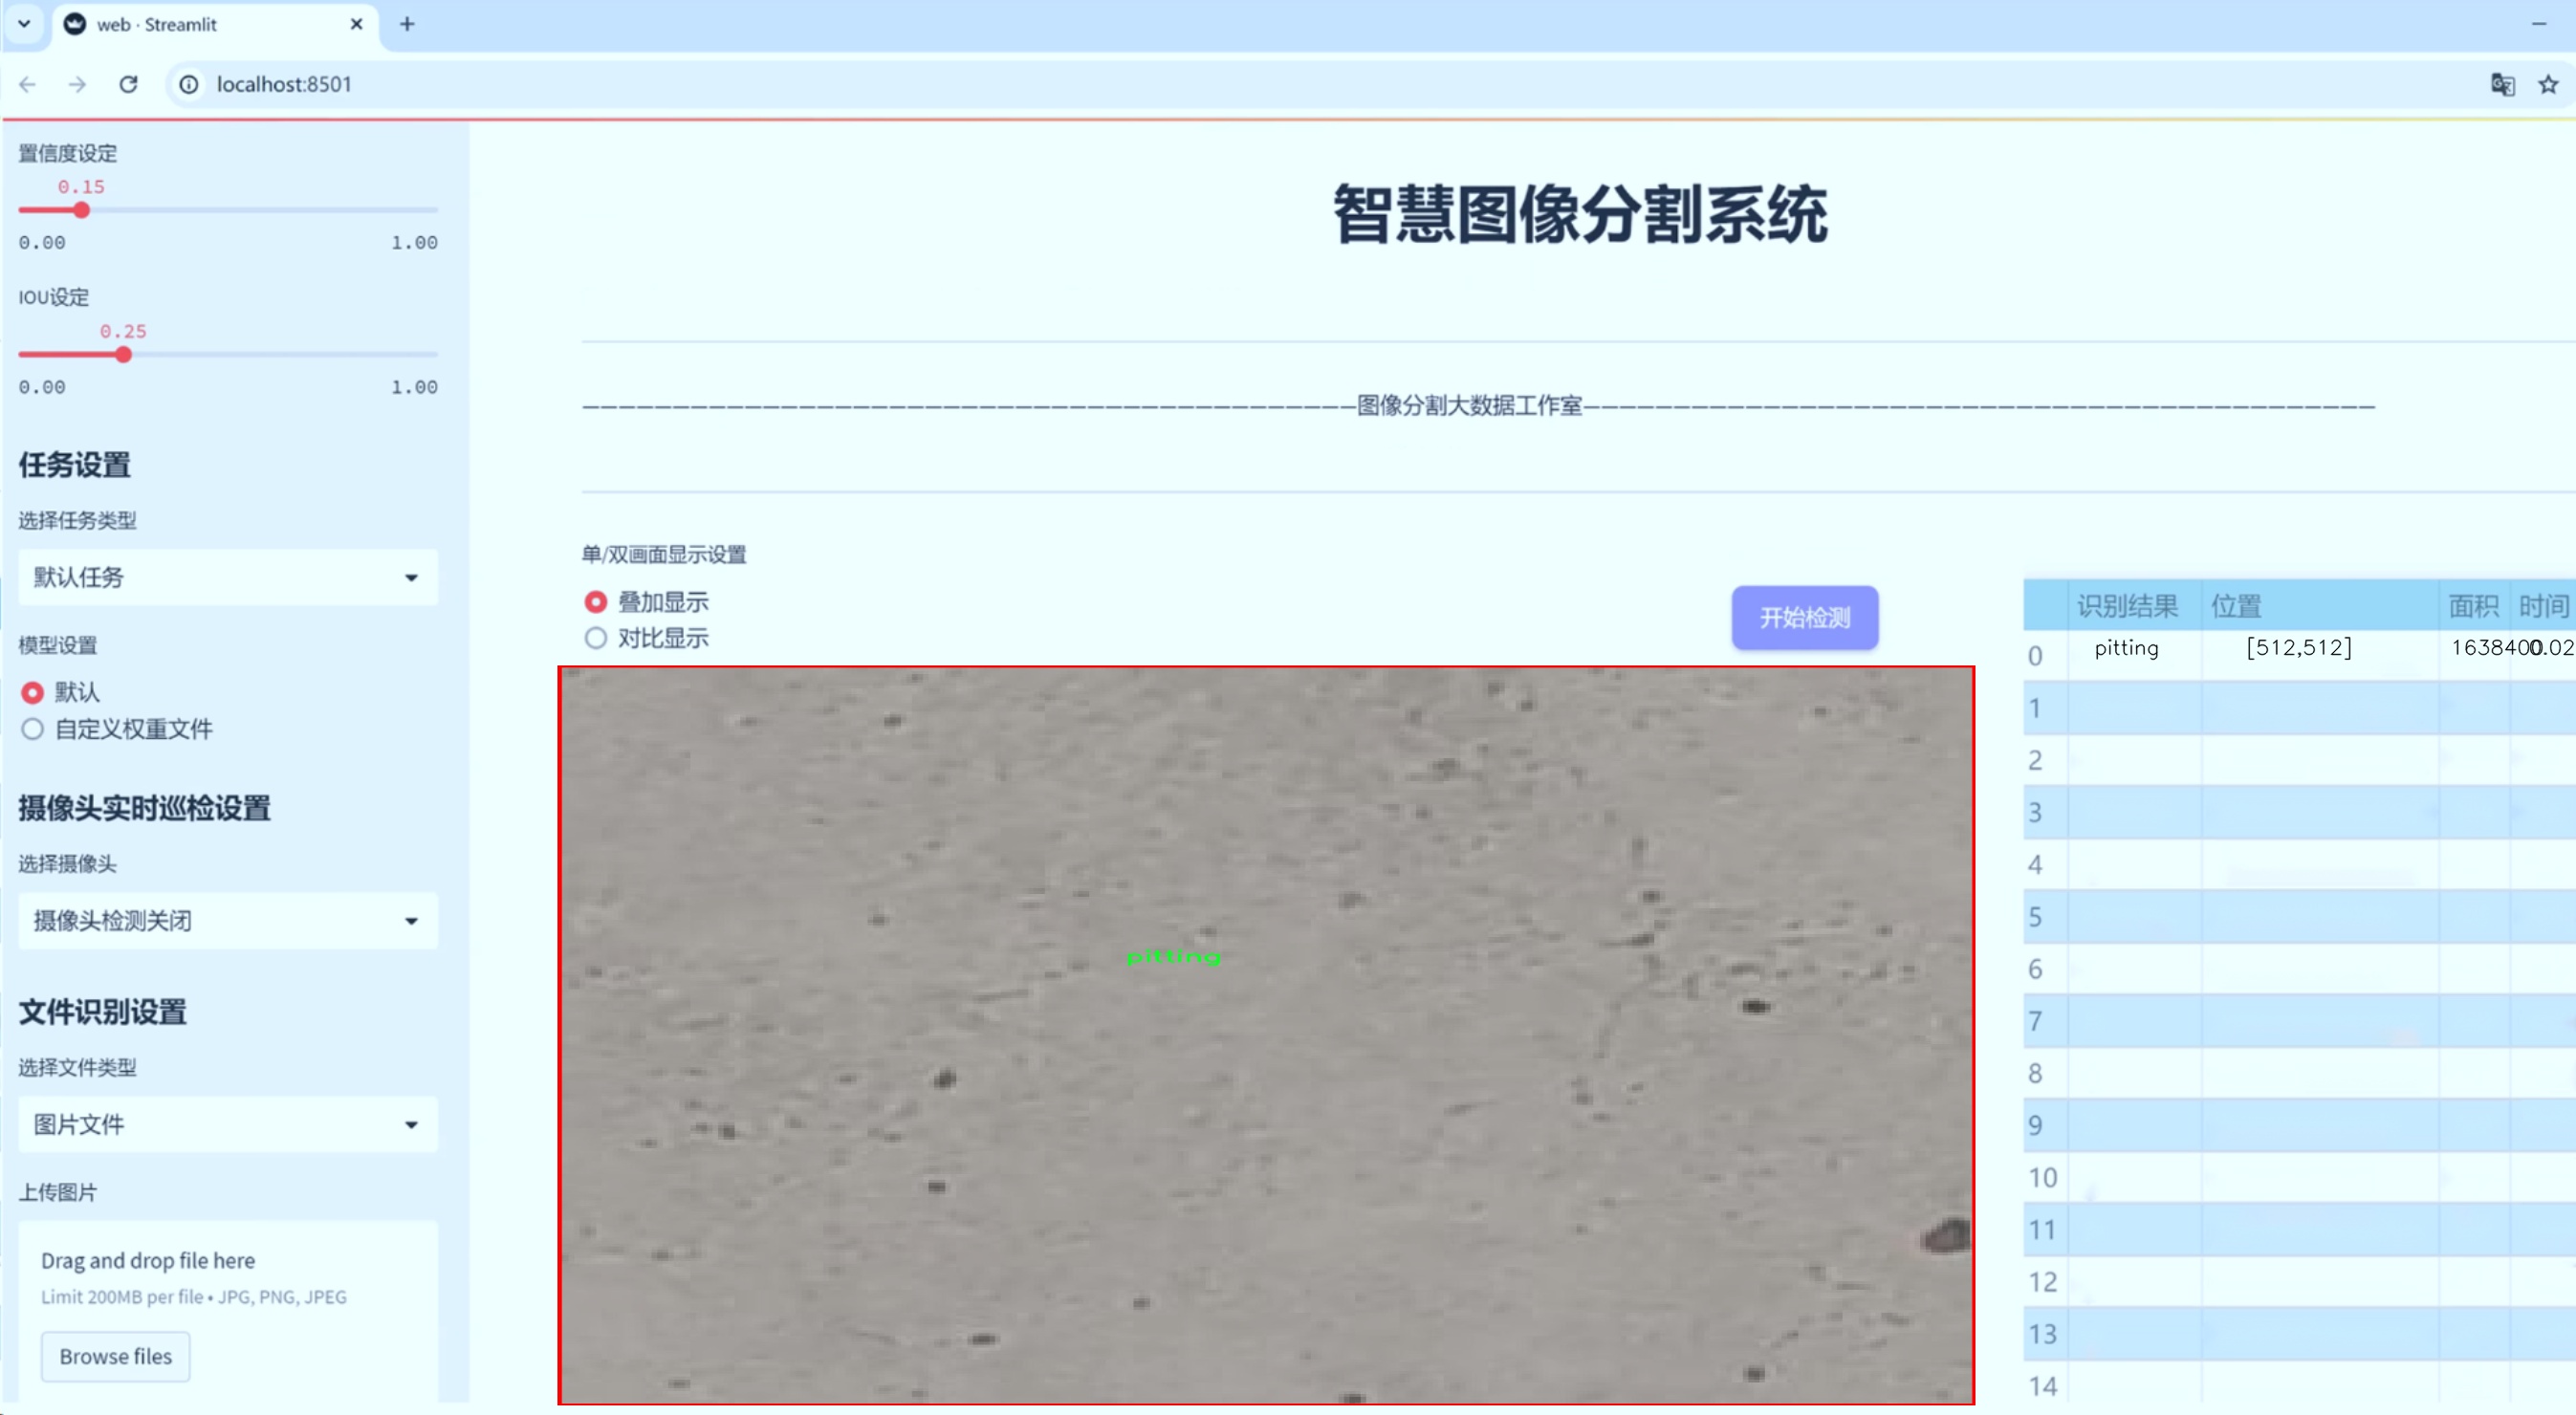 web · Streamlit
localhost:8501
置信度设定
0.15
0.00 1.00
IOU设定
0.25
0.00 1.00
任务设置
选择任务类型
默认任务
模型设置
默认
自定义权重文件
摄像头实时巡检设置
选择摄像头
摄像头检测关闭
文件识别设置
选择文件类型
图片文件
上传图片
Drag and drop file here
Limit 200MB per file • JPG, PNG, JPEG
Browse files
智慧图像分割系统
图像分割大数据工作室
单/双画面显示设置
叠加显示
对比显示
开始检测
pitting
识别结果 位置 面积 时间
0 pitting [512,512] 1638400 0.02
1
2
3
4
5
6
7
8
9
10
11
12
13
14